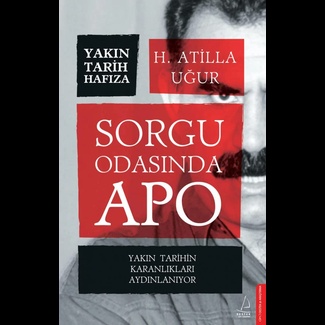 YAKIN
TARİH
HAFIZA
H. ATİLLA
UĞUR
SORGU
ODASINDA
APO
YAKIN TARİHİN
KARANLIKLARI
AYDINLANIYOR